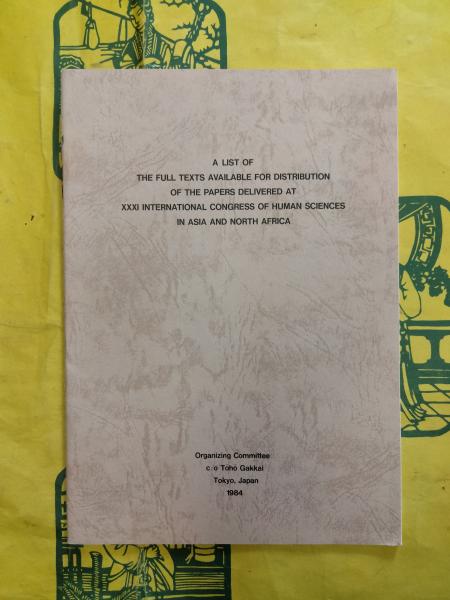 A LIST OF
THE FULL TEXTS AVAILABLE FOR DISTRIBUTION
OF THE PAPERS DELIVERED AT
XXXI INTERNATIONAL CONGRESS OF HUMAN SCIENCES
IN ASIA AND NORTH AFRICA
Organizing Committee
c/o Tōhō Gakkai
Tokyo, Japan
1984